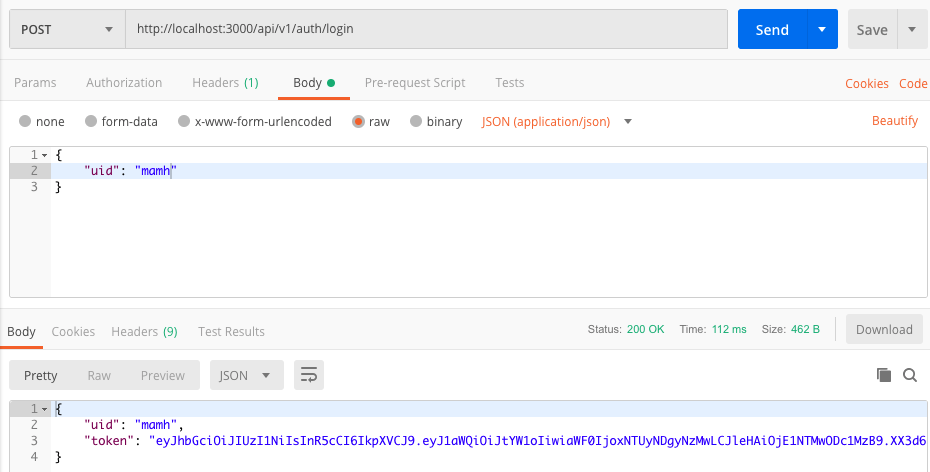 POST http://localhost:3000/api/v1/auth/login Send Save
Params Authorization Headers (1) Body Pre-request Script Tests Cookies Code
none form-data x-www-form-urlencoded raw binary JSON (application/json) Beautify
1 {
2 "uid": "mamh"
3 }
Body Cookies Headers (9) Test Results Status: 200 OK Time: 112 ms Size: 462 B Download
Pretty Raw Preview JSON
1 {
2 "uid": "mamh",
3 "token": "eyJhbGciOiJIUzI1NiIsInR5cCI6IkpXVCJ9.eyJ1aWQiOiJtYW1oIiwiaWF0IjoxNTUyNDgyNzMwLCJleHAiOjE1NTMwODc1MzB9.XX3d6
4 }